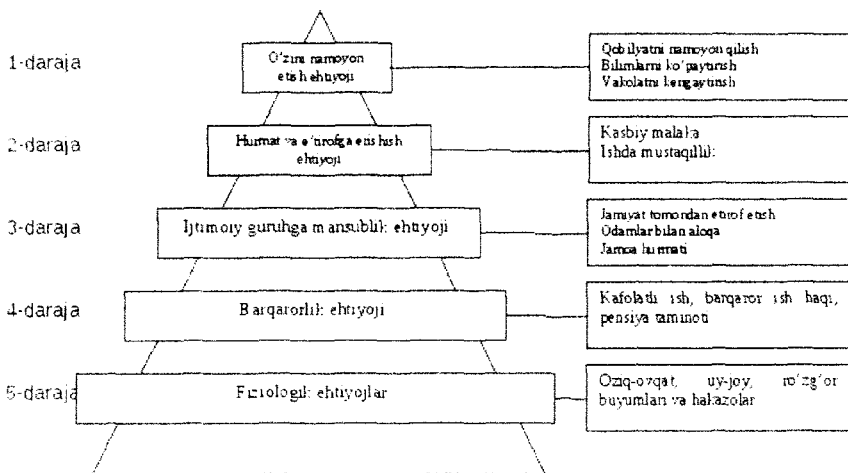 1-daraja
O‘zini namoyon
etish ehtiyoji
Qobilyatni namoyon qilish
Bilimlarni ko‘paytirish
Vakolatni kengaytirish
2-daraja
Hurmat va e‘tirofga erishish
ehtiyoji
Kasbiy malaka
Ishda mustaqillik
3-daraja
Ijtimoiy guruhga mansublik ehtiyoji
Jamiyat tomondan etirof etish
Odamlar bilan aloqa
Jamoa hurmati
4-daraja
Barqarorlik ehtiyoji
Kafolatli ish, barqaror ish haqi,
pensiya taminoti
5-daraja
Fiziologik ehtiyojlar
Oziq-ovqat, uy-joy, ro‘zg‘or
buyumlari va hakazolar